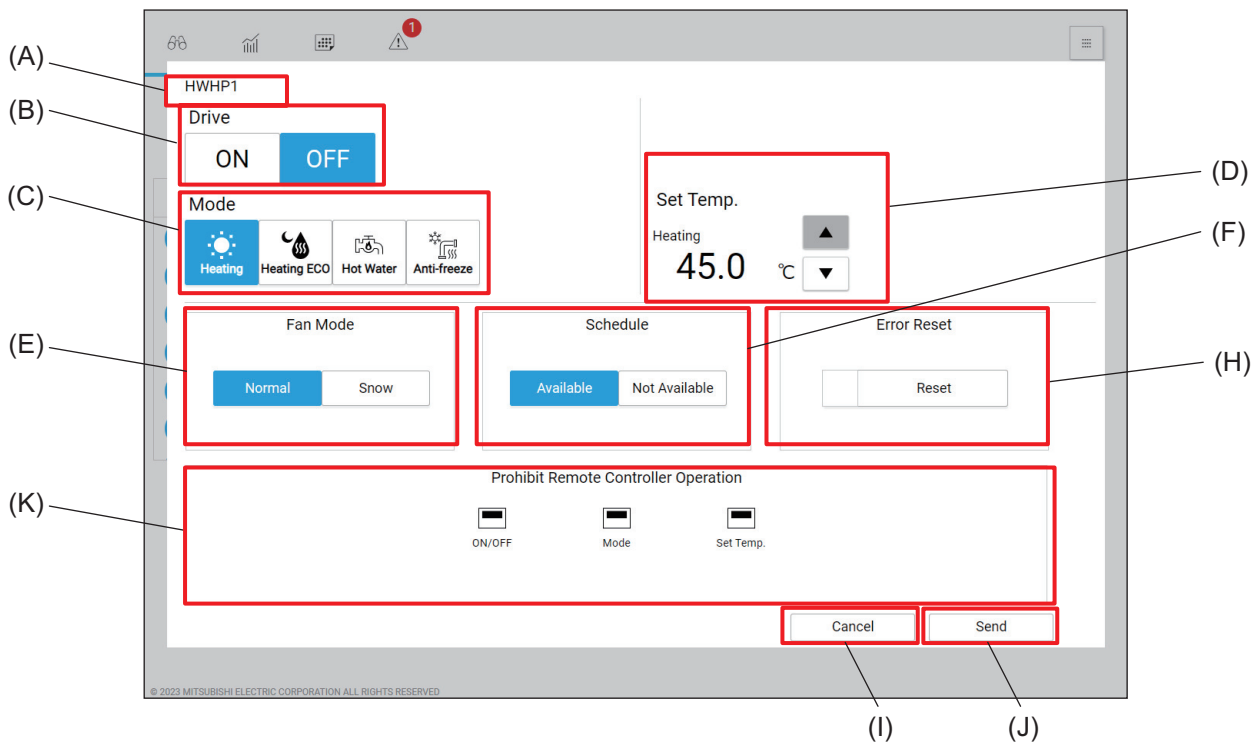 1
(A)
HWHP1
(B)
Drive
ON OFF
(C)
Mode
Heating Heating ECO Hot Water Anti-freeze
(D)
Set Temp.
Heating
45.0 ℃ ▲ ▼
(F)
(E)
Fan Mode
Normal Snow
Schedule
Available Not Available
Error Reset
Reset
(H)
(K)
Prohibit Remote Controller Operation
ON/OFF Mode Set Temp.
Cancel Send
© 2023 MITSUBISHI ELECTRIC CORPORATION ALL RIGHTS RESERVED
(I) (J)